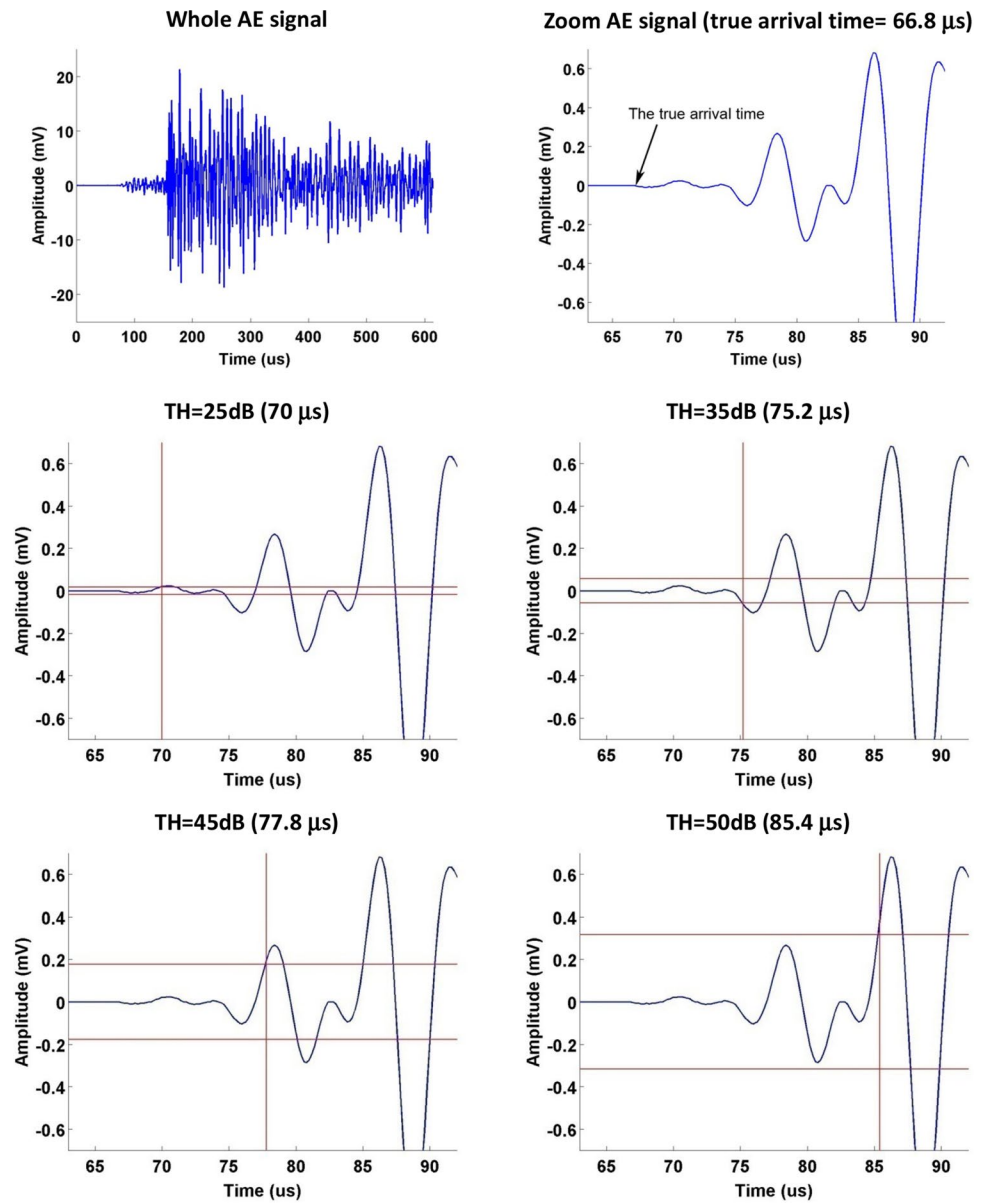 Whole AE signal
20
10
0
-10
-20
Amplitude (mV)
0 100 200 300 400 500 600
Time (us)
Zoom AE signal (true arrival time= 66.8 μs)
The true arrival time
0.6
0.4
0.2
0
-0.2
-0.4
-0.6
Amplitude (mV)
65 70 75 80 85 90
Time (us)
TH=25dB (70 μs)
0.6
0.4
0.2
0
-0.2
-0.4
-0.6
Amplitude (mV)
65 70 75 80 85 90
Time (us)
TH=35dB (75.2 μs)
0.6
0.4
0.2
0
-0.2
-0.4
-0.6
Amplitude (mV)
65 70 75 80 85 90
Time (us)
TH=45dB (77.8 μs)
0.6
0.4
0.2
0
-0.2
-0.4
-0.6
Amplitude (mV)
65 70 75 80 85 90
Time (us)
TH=50dB (85.4 μs)
0.6
0.4
0.2
0
-0.2
-0.4
-0.6
Amplitude (mV)
65 70 75 80 85 90
Time (us)